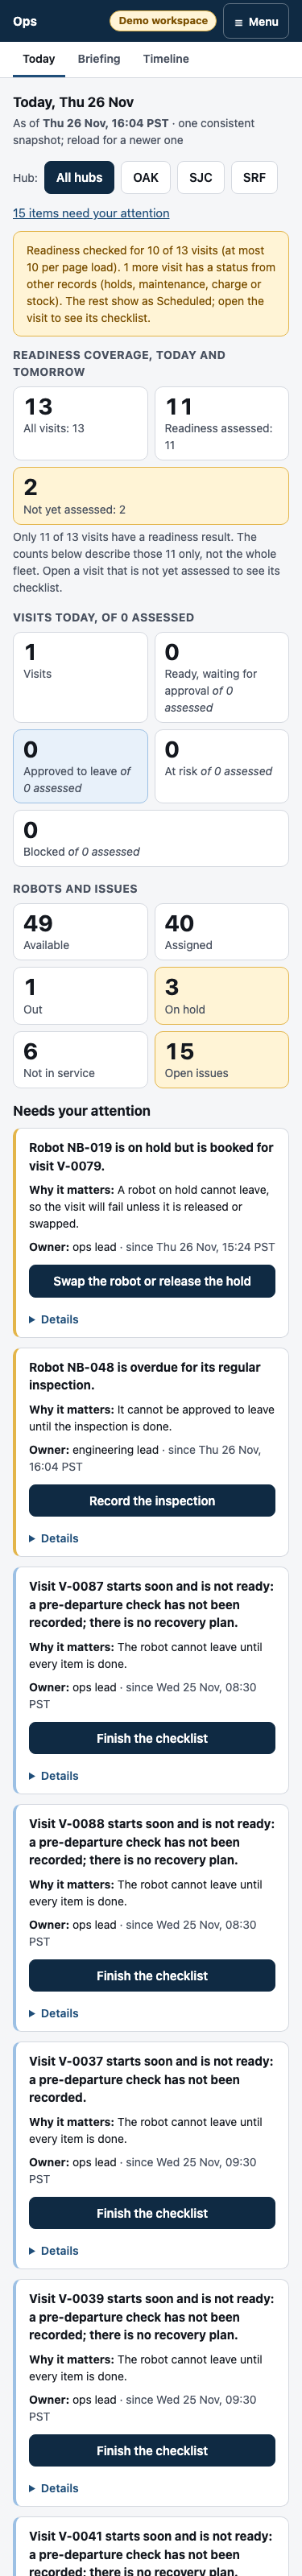 Ops
Demo workspace
≡ Menu
Today
Briefing
Timeline
Today, Thu 26 Nov
As of Thu 26 Nov, 16:04 PST · one consistent
snapshot; reload for a newer one
Hub:
All hubs
OAK
SJC
SRF
15 items need your attention
Readiness checked for 10 of 13 visits (at most
10 per page load). 1 more visit has a status from
other records (holds, maintenance, charge or
stock). The rest show as Scheduled; open the
visit to see its checklist.
READINESS COVERAGE, TODAY AND
TOMORROW
13
All visits: 13
11
Readiness assessed:
11
2
Not yet assessed: 2
Only 11 of 13 visits have a readiness result. The
counts below describe those 11 only, not the whole
fleet. Open a visit that is not yet assessed to see its
checklist.
VISITS TODAY, OF 0 ASSESSED
1
Visits
0
Ready, waiting for
approval of 0
assessed
0
Approved to leave of
0 assessed
0
At risk of 0 assessed
0
Blocked of 0 assessed
ROBOTS AND ISSUES
49
Available
40
Assigned
1
Out
3
On hold
6
Not in service
15
Open issues
Needs your attention
Robot NB-019 is on hold but is booked for
visit V-0079.
Why it matters: A robot on hold cannot leave,
so the visit will fail unless it is released or
swapped.
Owner: ops lead · since Thu 26 Nov, 15:24 PST
Swap the robot or release the hold
▶ Details
Robot NB-048 is overdue for its regular
inspection.
Why it matters: It cannot be approved to leave
until the inspection is done.
Owner: engineering lead · since Thu 26 Nov,
16:04 PST
Record the inspection
▶ Details
Visit V-0087 starts soon and is not ready:
a pre-departure check has not been
recorded; there is no recovery plan.
Why it matters: The robot cannot leave until
every item is done.
Owner: ops lead · since Wed 25 Nov, 08:30
PST
Finish the checklist
▶ Details
Visit V-0088 starts soon and is not ready:
a pre-departure check has not been
recorded; there is no recovery plan.
Why it matters: The robot cannot leave until
every item is done.
Owner: ops lead · since Wed 25 Nov, 08:30
PST
Finish the checklist
▶ Details
Visit V-0037 starts soon and is not ready:
a pre-departure check has not been
recorded.
Why it matters: The robot cannot leave until
every item is done.
Owner: ops lead · since Wed 25 Nov, 09:30
PST
Finish the checklist
▶ Details
Visit V-0039 starts soon and is not ready:
a pre-departure check has not been
recorded; there is no recovery plan.
Why it matters: The robot cannot leave until
every item is done.
Owner: ops lead · since Wed 25 Nov, 09:30
PST
Finish the checklist
▶ Details
Visit V-0041 starts soon and is not ready:
a pre-departure check has not been
recorded; there is no recovery plan.